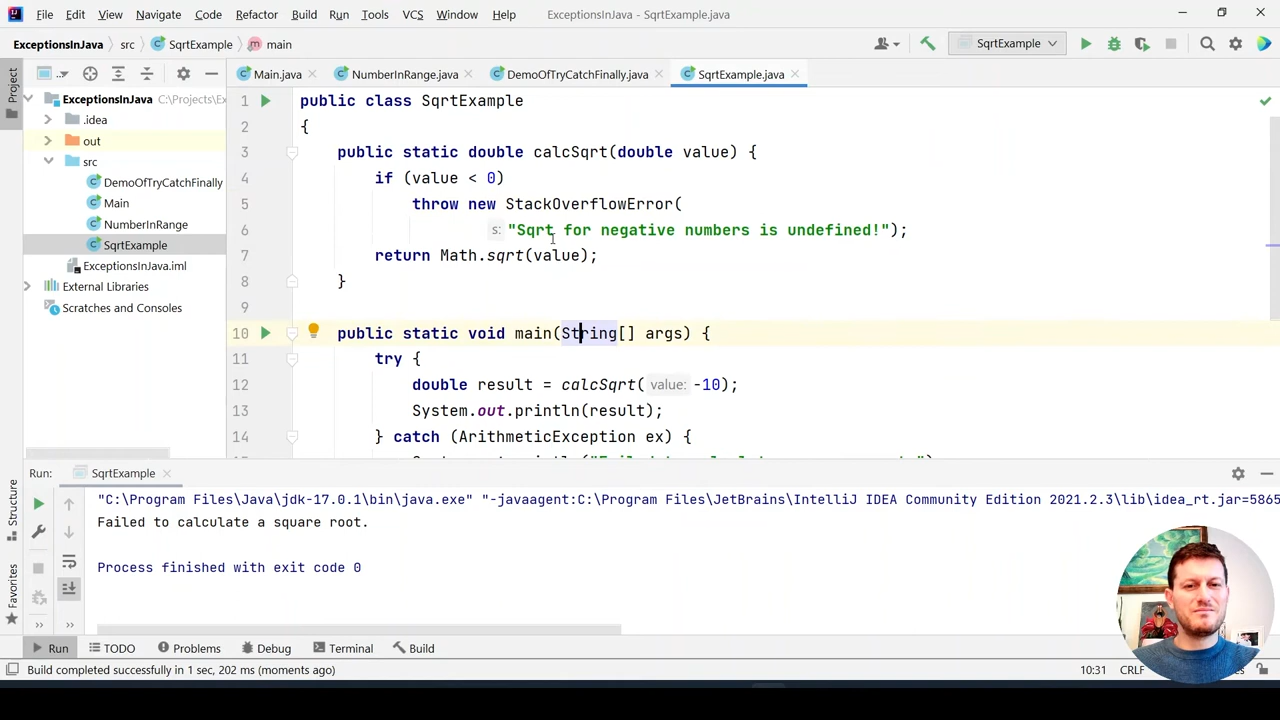 File Edit View Navigate Code Refactor Build Run Tools VCS Window Help ExceptionsInJava - SqrtExample.java
ExceptionsInJava src SqrtExample main SqrtExample
Project
Main.java NumberInRange.java DemoOfTryCatchFinally.java SqrtExample.java
ExceptionsInJava C:\Projects\Ex
.idea
out
src
DemoOfTryCatchFinally
Main
NumberInRange
SqrtExample
ExceptionsInJava.iml
External Libraries
Scratches and Consoles
1 public class SqrtExample
2 {
3 public static double calcSqrt(double value) {
4 if (value < 0)
5 throw new StackOverflowError(
6 s: "Sqrt for negative numbers is undefined!");
7 return Math.sqrt(value);
8 }
9
10 public static void main(String[] args) {
11 try {
12 double result = calcSqrt( value: -10);
13 System.out.println(result);
14 } catch (ArithmeticException ex) {
Run: SqrtExample
"C:\Program Files\Java\jdk-17.0.1\bin\java.exe" "-javaagent:C:\Program Files\JetBrains\IntelliJ IDEA Community Edition 2021.2.3\lib\idea_rt.jar=5865
Failed to calculate a square root.
Process finished with exit code 0
Structure
Favorites
Run TODO Problems Debug Terminal Build
Build completed successfully in 1 sec, 202 ms (moments ago) 10:31 CRLF